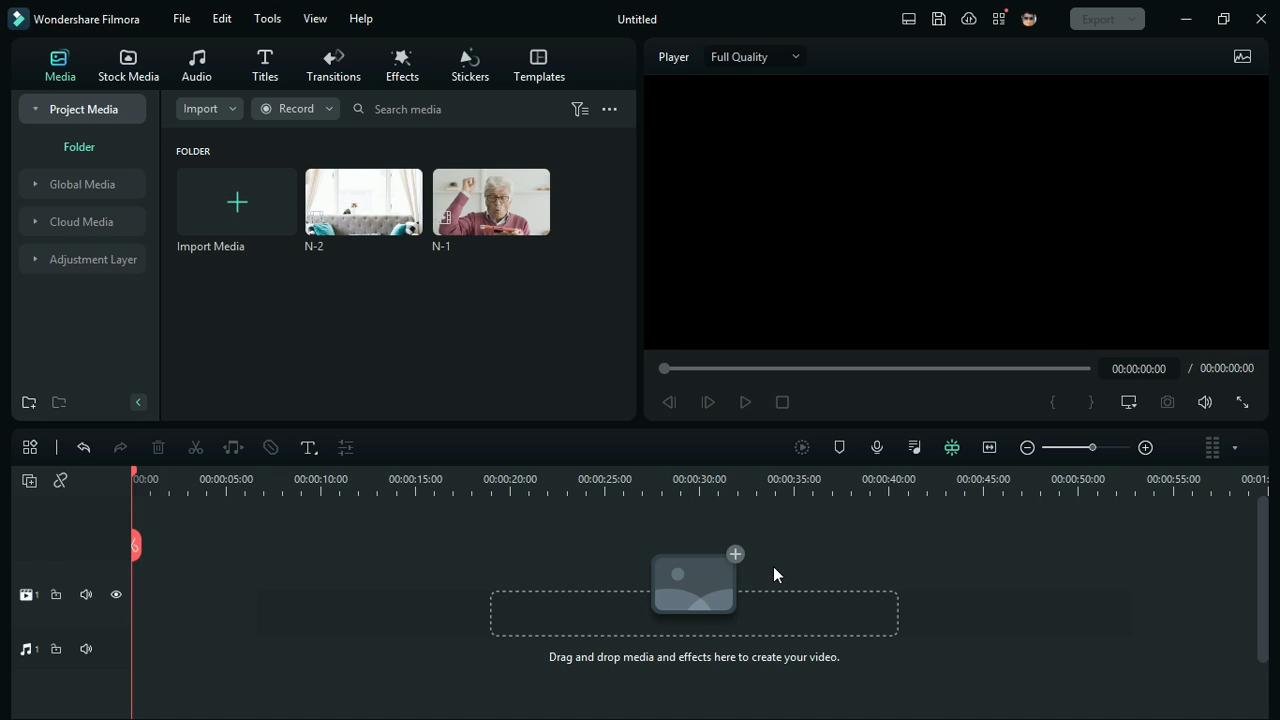 Wondershare Filmora
File
Edit
Tools
View
Help
Untitled
Export
Media
Stock Media
Audio
Titles
Transitions
Effects
Stickers
Templates
Player
Full Quality
Project Media
Folder
Global Media
Cloud Media
Adjustment Layer
Import
Record
Search media
FOLDER
Import Media
N-2
N-1
00:00:00:00
/ 00:00:00:00
00:00
00:00:05:00
00:00:10:00
00:00:15:00
00:00:20:00
00:00:25:00
00:00:30:00
00:00:35:00
00:00:40:00
00:00:45:00
00:00:50:00
00:00:55:00
00:01:
1
1
Drag and drop media and effects here to create your video.